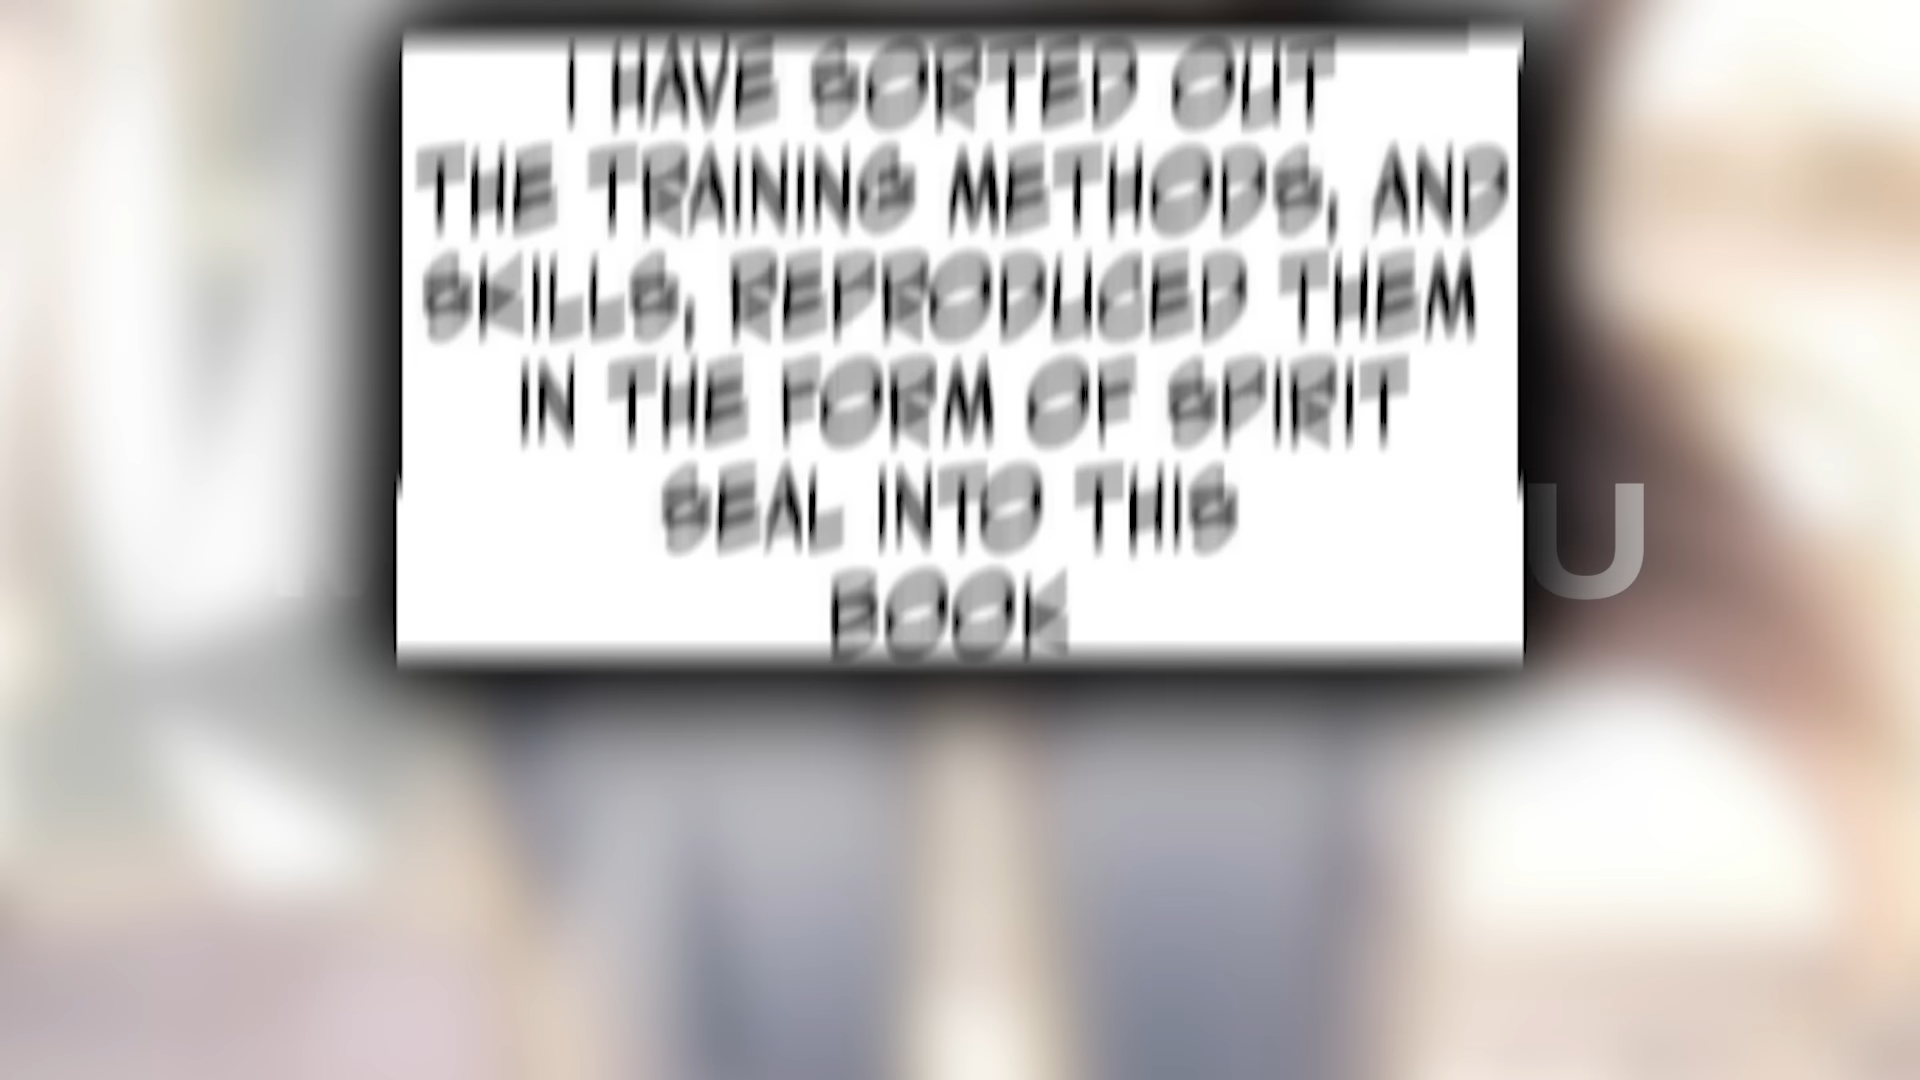 I HAVE SORTED OUT
THE TRAINING METHODS, AND
SKILLS, REPRODUCED THEM
IN THE FORM OF SPIRIT
SEAL INTO THIS
BOOK